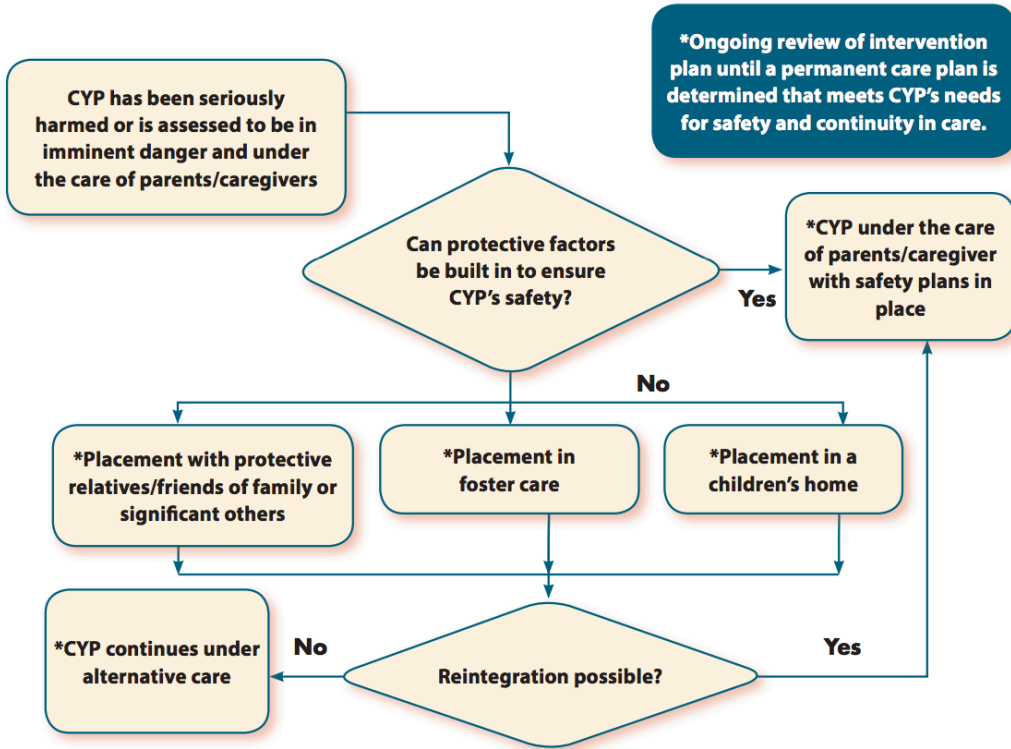 *Ongoing review of intervention
plan until a permanent care plan is
determined that meets CYP’s needs
for safety and continuity in care.
CYP has been seriously
harmed or is assessed to be in
imminent danger and under
the care of parents/caregivers
Can protective factors
be built in to ensure
CYP’s safety?
Yes
*CYP under the care
of parents/caregiver
with safety plans in
place
No
*Placement with protective
relatives/friends of family or
significant others
*Placement in
foster care
*Placement in a
children’s home
Reintegration possible?
No
Yes
*CYP continues under
alternative care